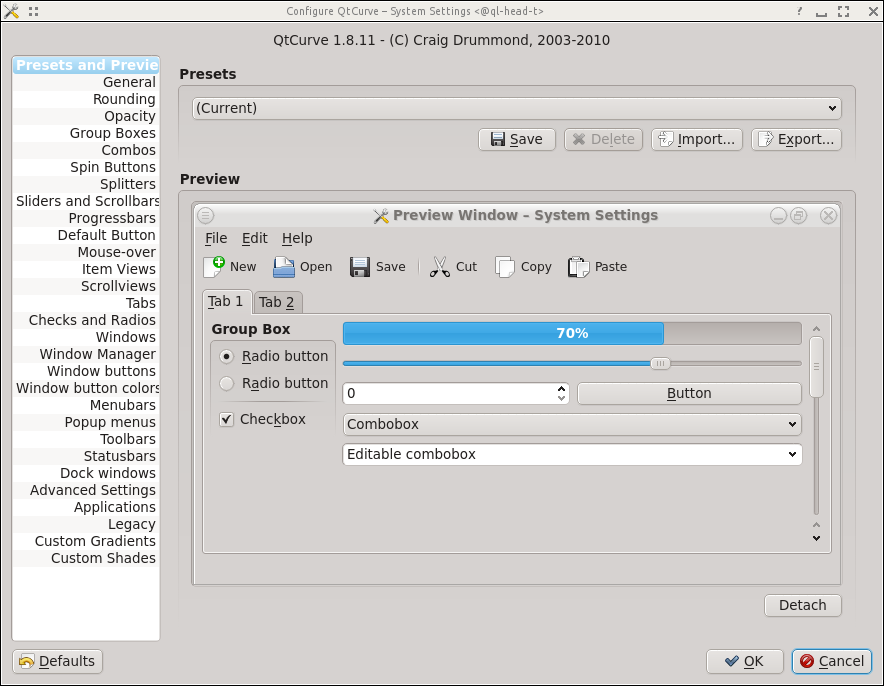 Configure QtCurve – System Settings <@ql-head-t>
QtCurve 1.8.11 - (C) Craig Drummond, 2003-2010
Presets and Previe
General
Rounding
Opacity
Group Boxes
Combos
Spin Buttons
Splitters
Sliders and Scrollbars
Progressbars
Default Button
Mouse-over
Item Views
Scrollviews
Tabs
Checks and Radios
Windows
Window Manager
Window buttons
Window button colors
Menubars
Popup menus
Toolbars
Statusbars
Dock windows
Advanced Settings
Applications
Legacy
Custom Gradients
Custom Shades
Presets
(Current)
Save Delete Import... Export...
Preview
Preview Window – System Settings
File Edit Help
New Open Save Cut Copy Paste
Tab 1 Tab 2
Group Box
Radio button
Radio button
Checkbox
70%
0
Button
Combobox
Editable combobox
Detach
Defaults OK Cancel